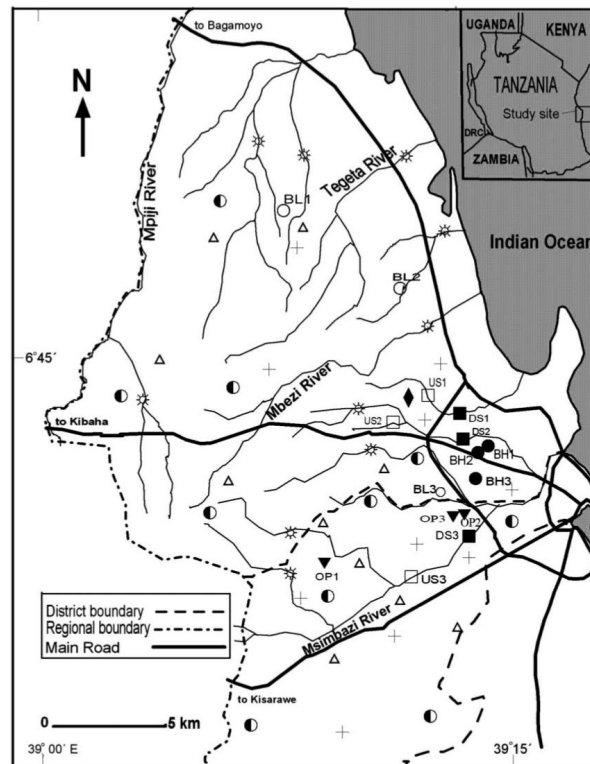 to Bagamoyo
UGANDA
KENYA
N
TANZANIA
Study site
DRC
ZAMBIA
Mpiji River
Tegeta River
BL1
Indian Ocean
BL2
6°45´
Mbezi River
US1
to Kibaha
US2
DS1
DS2
BH1
BH2
BH3
BL3
OP3
OP2
DS3
OP1
US3
District boundary
Regional boundary
Main Road
Msimbazi River
to Kisarawe
0 5 km
39°00´ E
39°15´